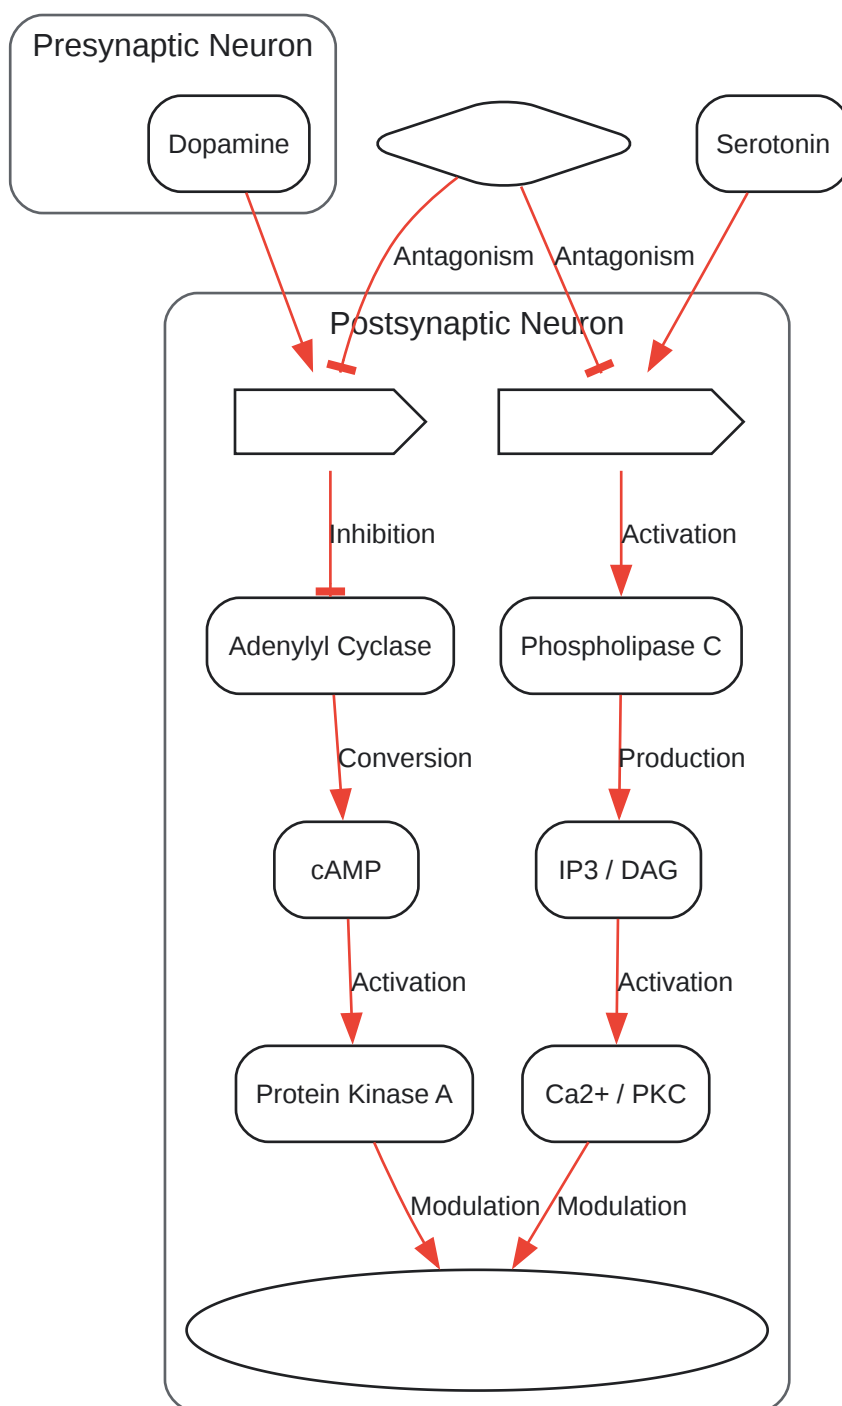 Presynaptic Neuron
Dopamine
Serotonin
Antagonism
Antagonism
Postsynaptic Neuron
Inhibition
Activation
Adenylyl Cyclase
Phospholipase C
Conversion
Production
cAMP
IP3 / DAG
Activation
Activation
Protein Kinase A
Ca2+ / PKC
Modulation
Modulation